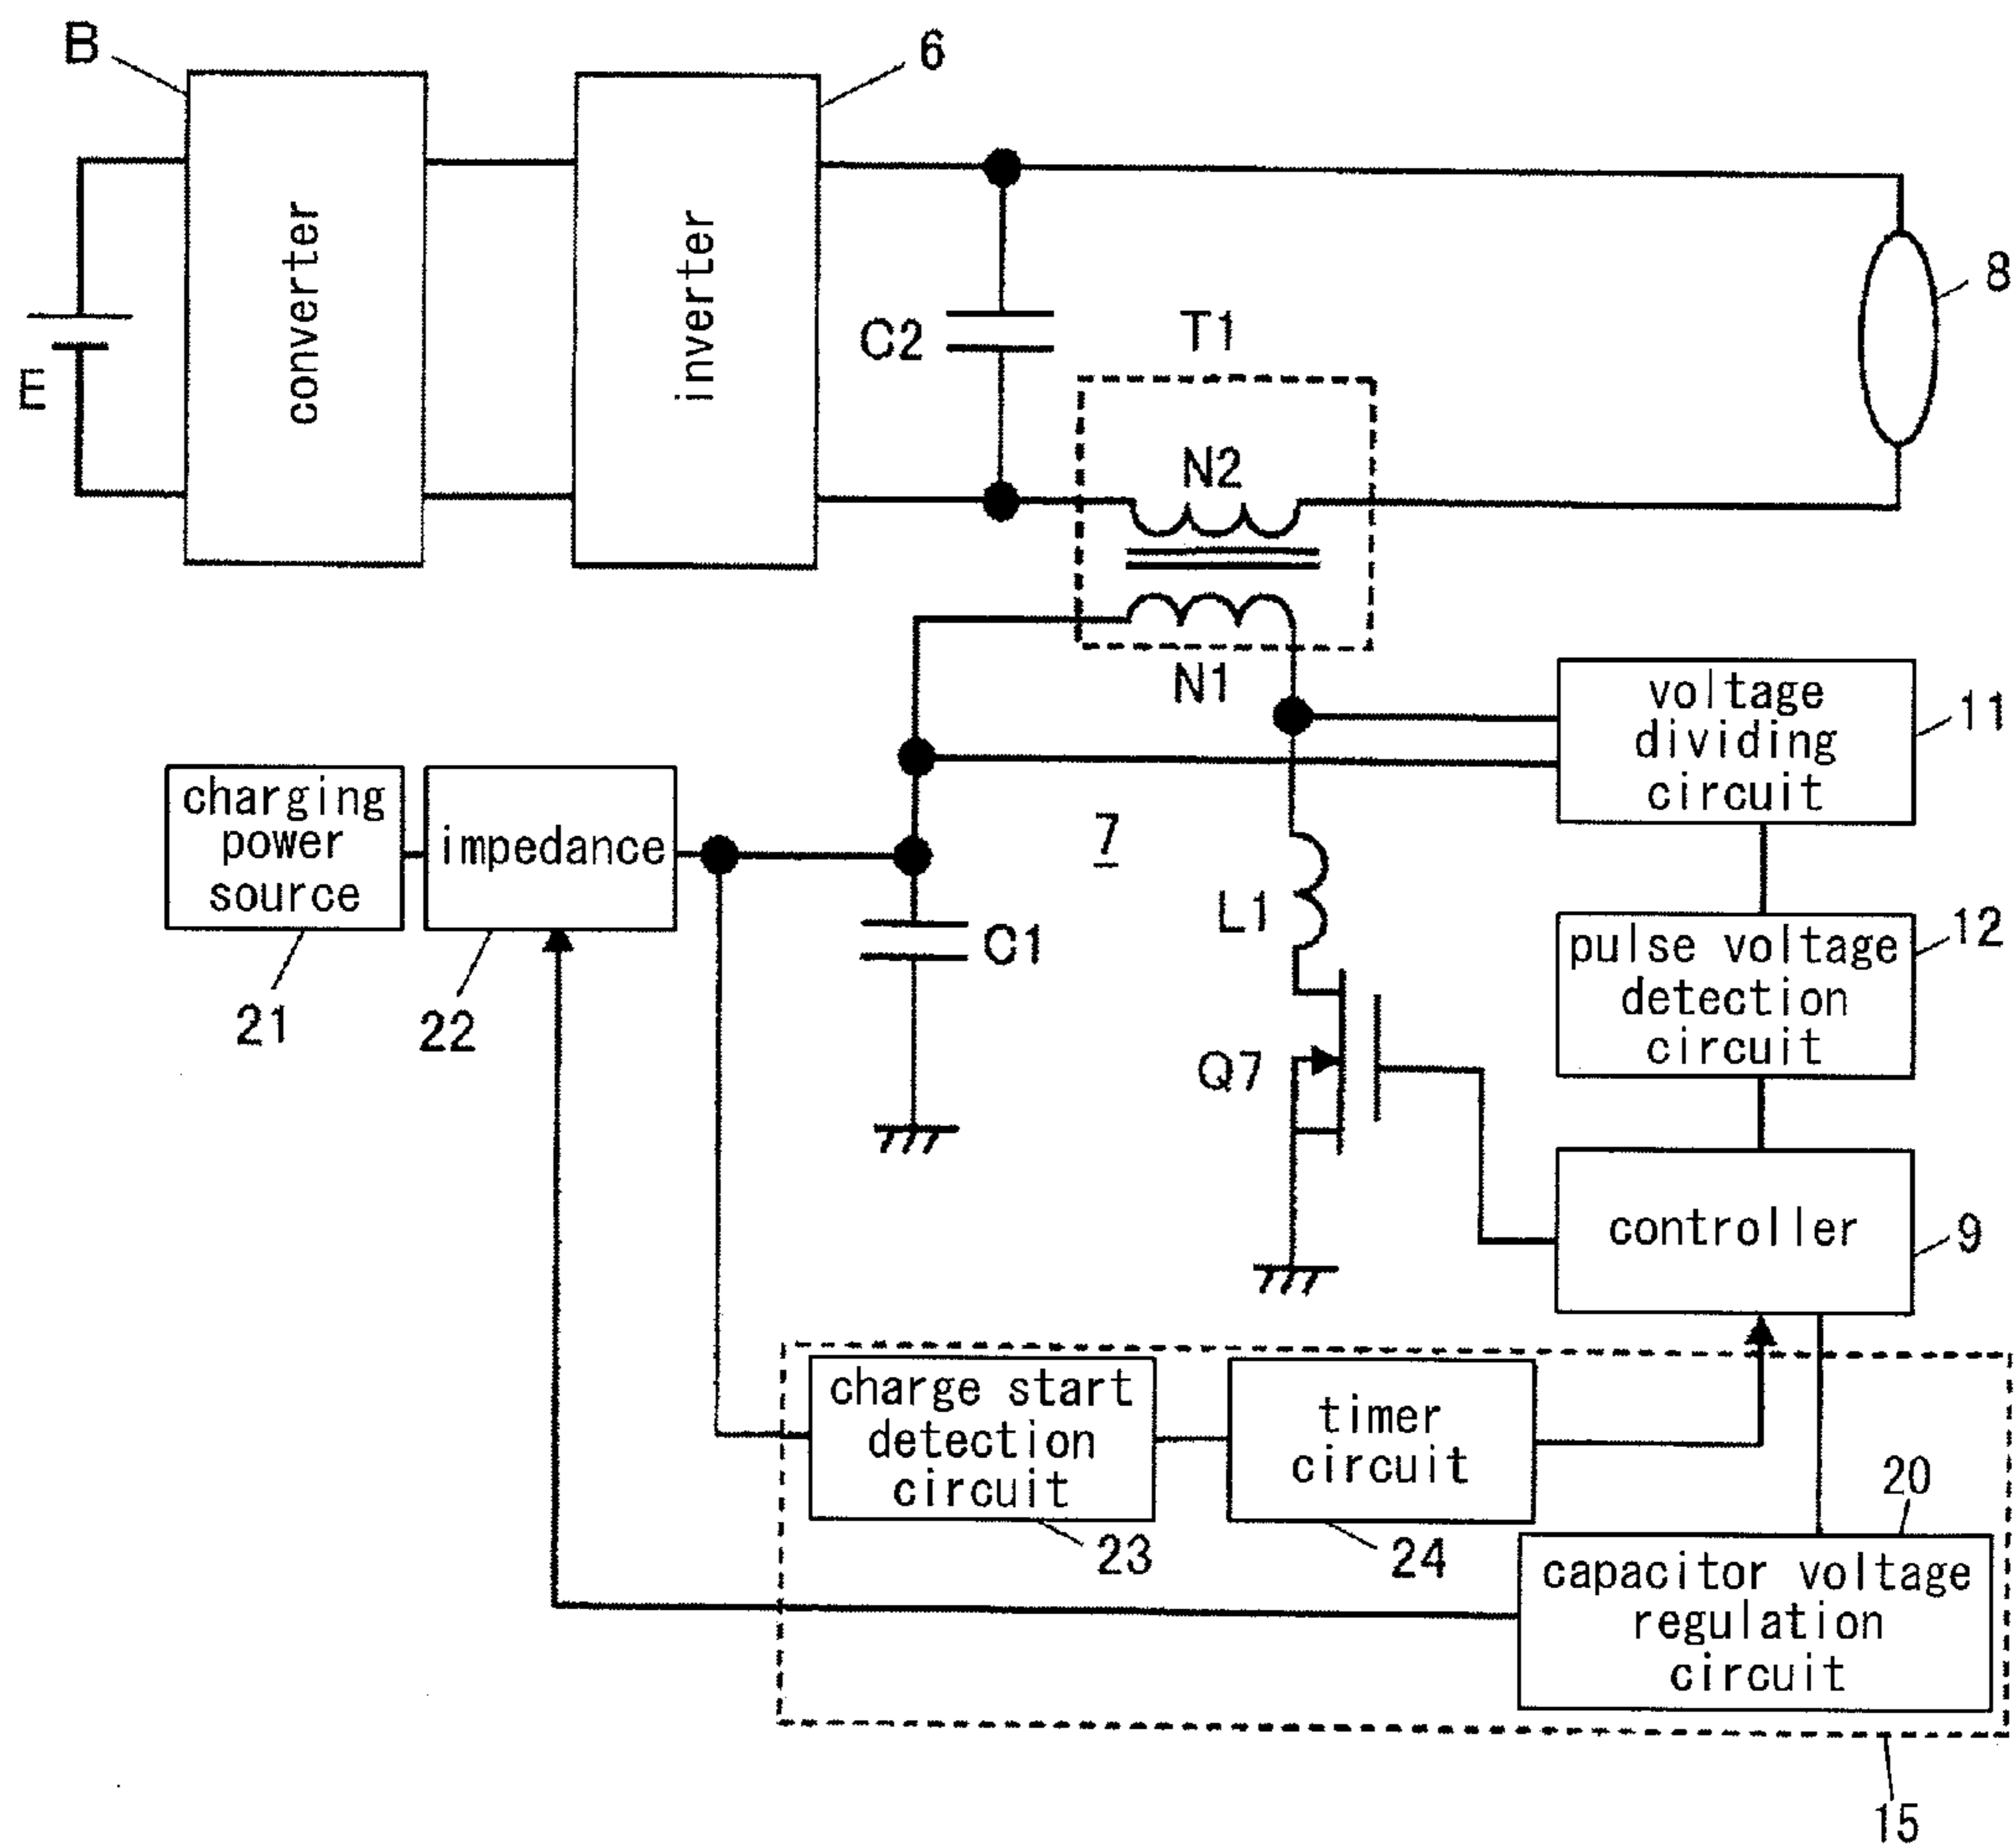 B
6
converter
inverter
E
C2
T1
8
N2
N1
voltage
dividing
circuit
11
charging
power
source
impedance
7
L1
C1
21
22
pulse voltage
detection
circuit
12
Q7
controller
9
charge start
detection
circuit
timer
circuit
23
24
20
capacitor voltage
regulation
circuit
15